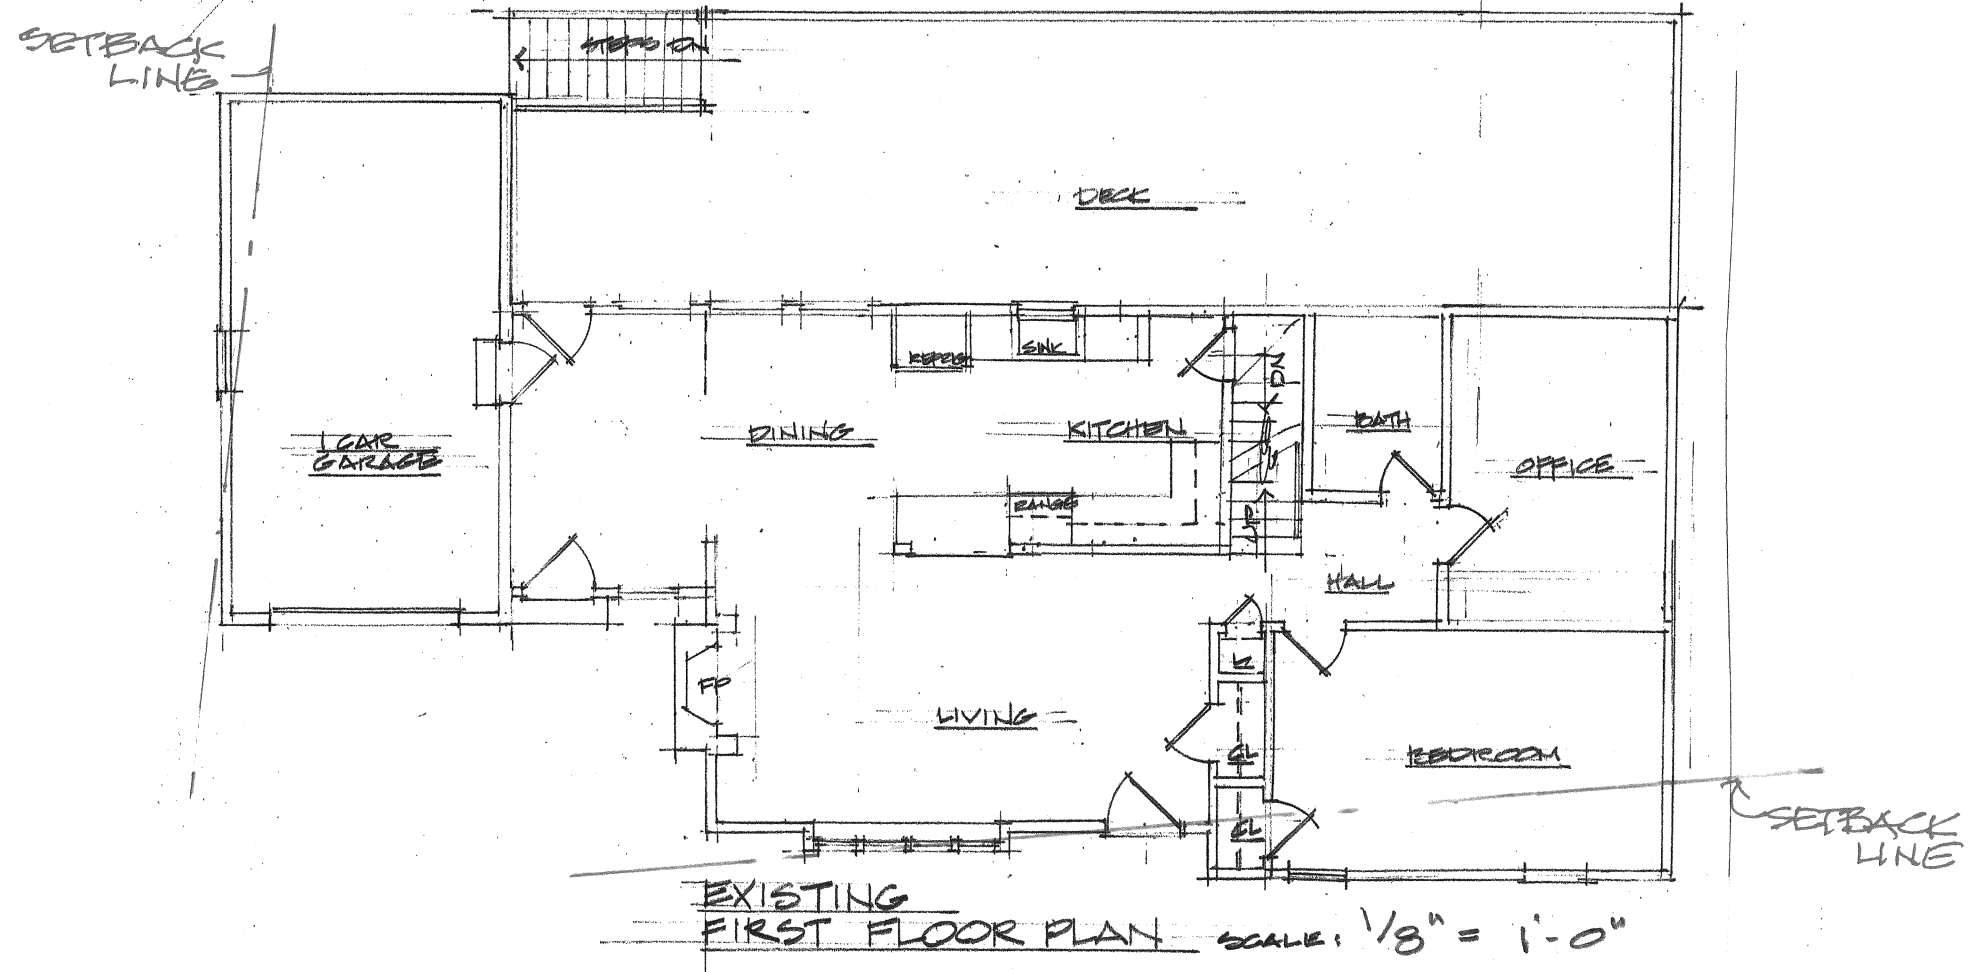 SETBACK
LINE
STEPS DN
DECK
REFRIG
SINK
DN
1 CAR
GARAGE
DINING
KITCHEN
BATH
OFFICE
RANGE
UP
HALL
FP
LIVING
CL
BEDROOM
CL
SETBACK
LINE
EXISTING
FIRST FLOOR PLAN
SCALE: 1/8" = 1'-0"